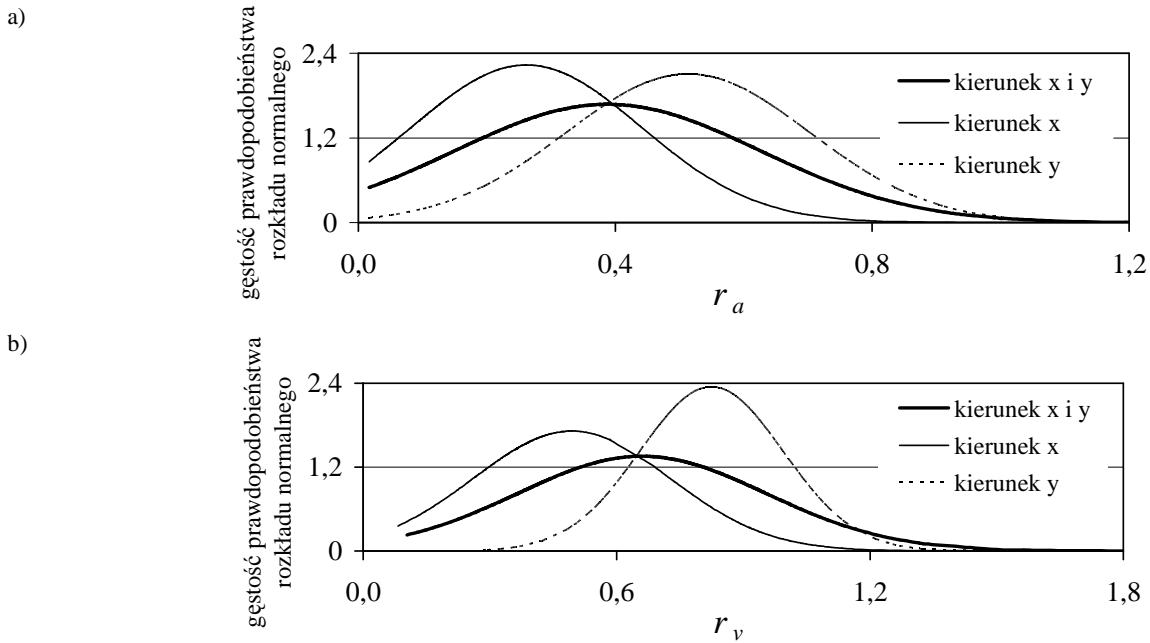 a)
gęstość prawdopodobieństwa
rozkładu normalnego
2,4
1,2
0
kierunek x i y
kierunek x
kierunek y
0,0 0,4 0,8 1,2
r a
b)
gęstość prawdopodobieństwa
rozkładu normalnego
2,4
1,2
0
kierunek x i y
kierunek x
kierunek y
0,0 0,6 1,2 1,8
r v